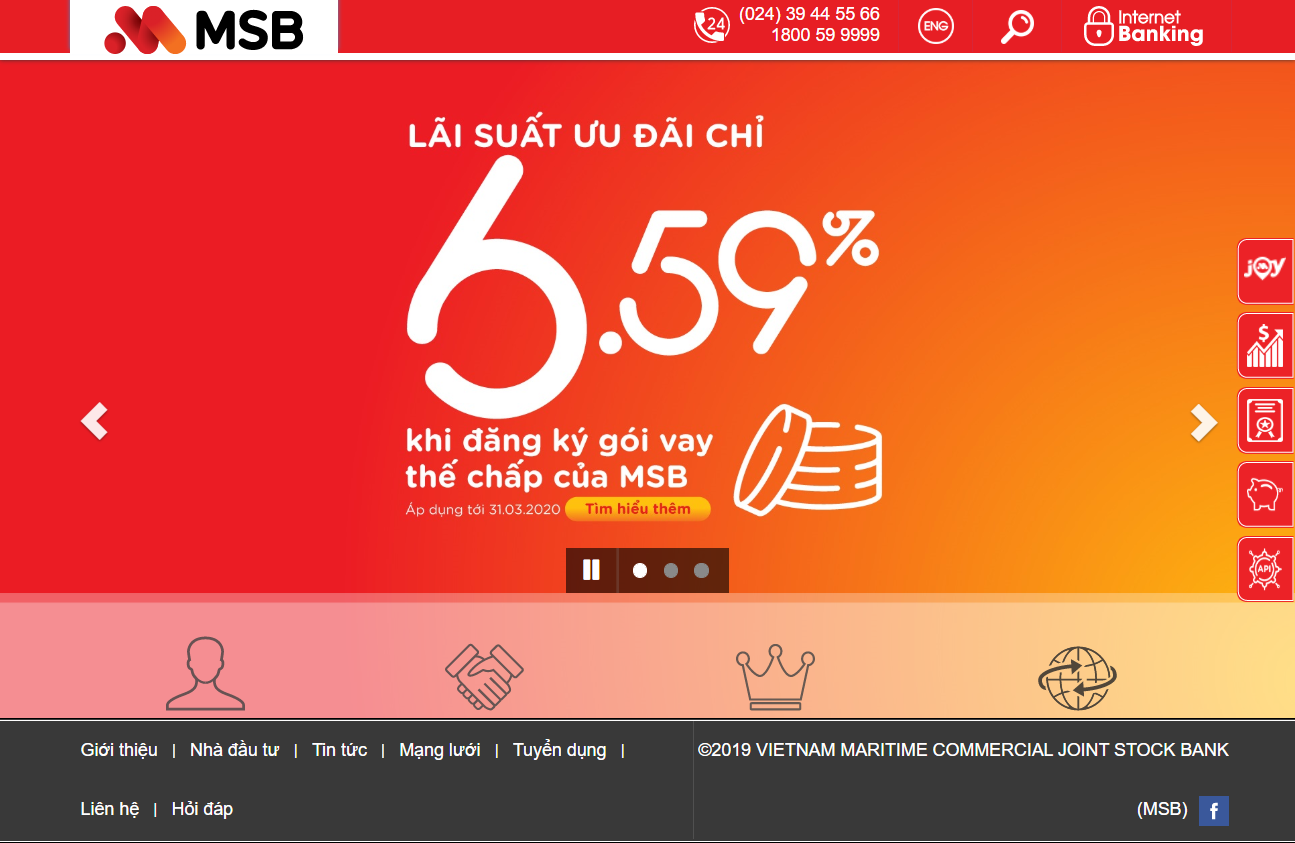 MSB
24
(024) 39 44 55 66
1800 59 9999
ENG
Internet
Banking
LÃI SUẤT ƯU ĐÃI CHỈ
6.59%
khi đăng ký gói vay
thế chấp của MSB
Áp dụng tới 31.03.2020 Tìm hiểu thêm
JOY
$
API
Giới thiệu | Nhà đầu tư | Tin tức | Mạng lưới | Tuyển dụng |
Liên hệ | Hỏi đáp
©2019 VIETNAM MARITIME COMMERCIAL JOINT STOCK BANK
(MSB) f